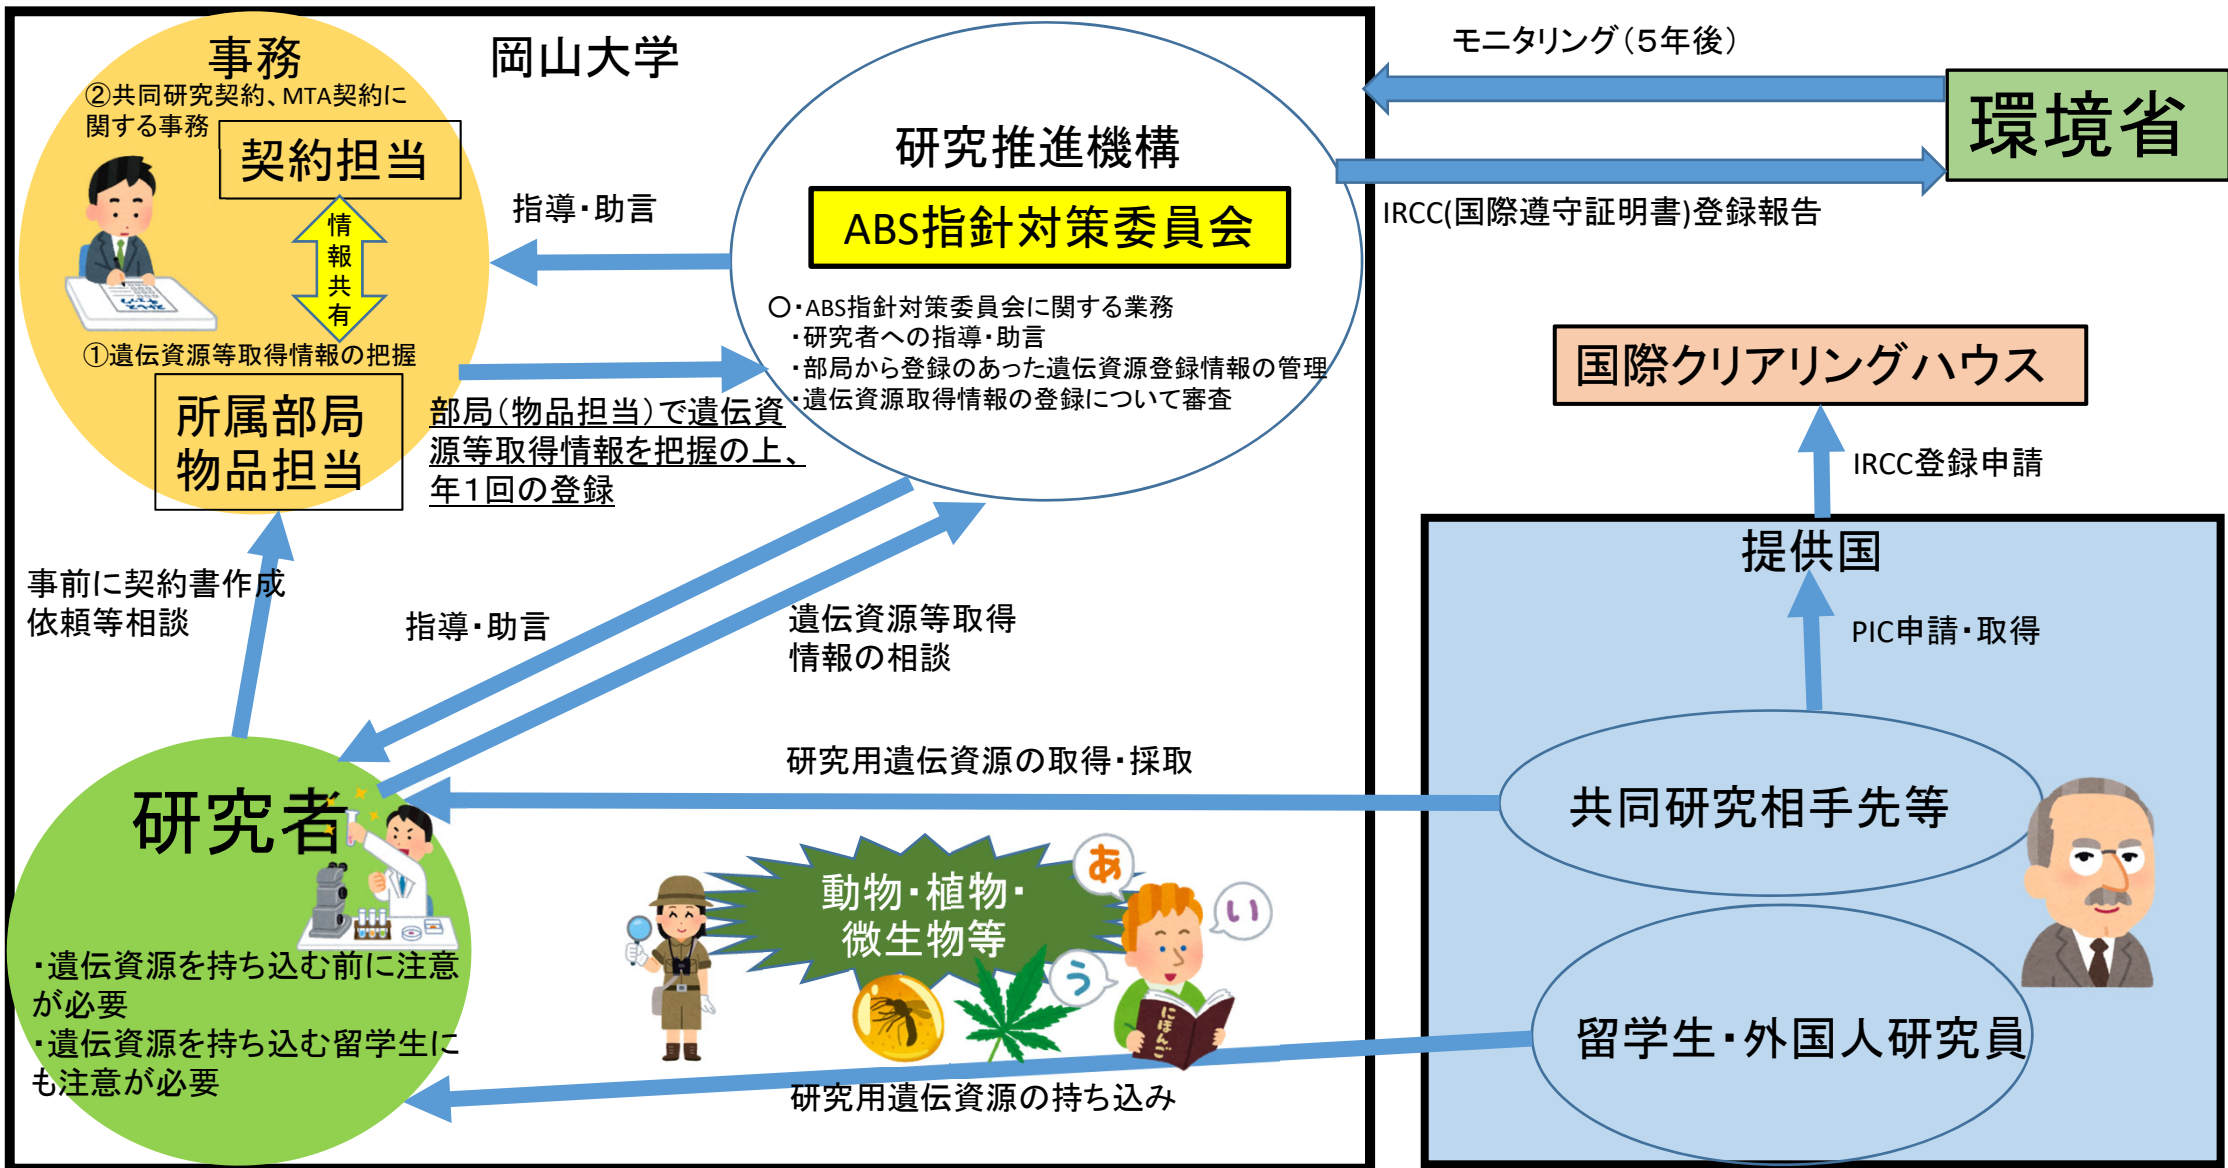 岡山大学
事務
②共同研究契約、MTA契約に
関する事務
契約担当
情
報
共
有
①遺伝資源等取得情報の把握
所属部局
物品担当
指導・助言
部局（物品担当）で遺伝資
源等取得情報を把握の上、
年１回の登録
研究推進機構
ABS指針対策委員会
〇・ABS指針対策委員会に関する業務
・研究者への指導・助言
・部局から登録のあった遺伝資源登録情報の管理
・遺伝資源取得情報の登録について審査
モニタリング（５年後）
環境省
IRCC(国際遵守証明書)登録報告
国際クリアリングハウス
IRCC登録申請
提供国
PIC申請・取得
共同研究相手先等
留学生・外国人研究員
事前に契約書作成
依頼等相談
指導・助言
遺伝資源等取得
情報の相談
研究用遺伝資源の取得・採取
研究者
・遺伝資源を持ち込む前に注意
が必要
・遺伝資源を持ち込む留学生に
も注意が必要
動物・植物・
微生物等
あ
い
う
にほんご
研究用遺伝資源の持ち込み